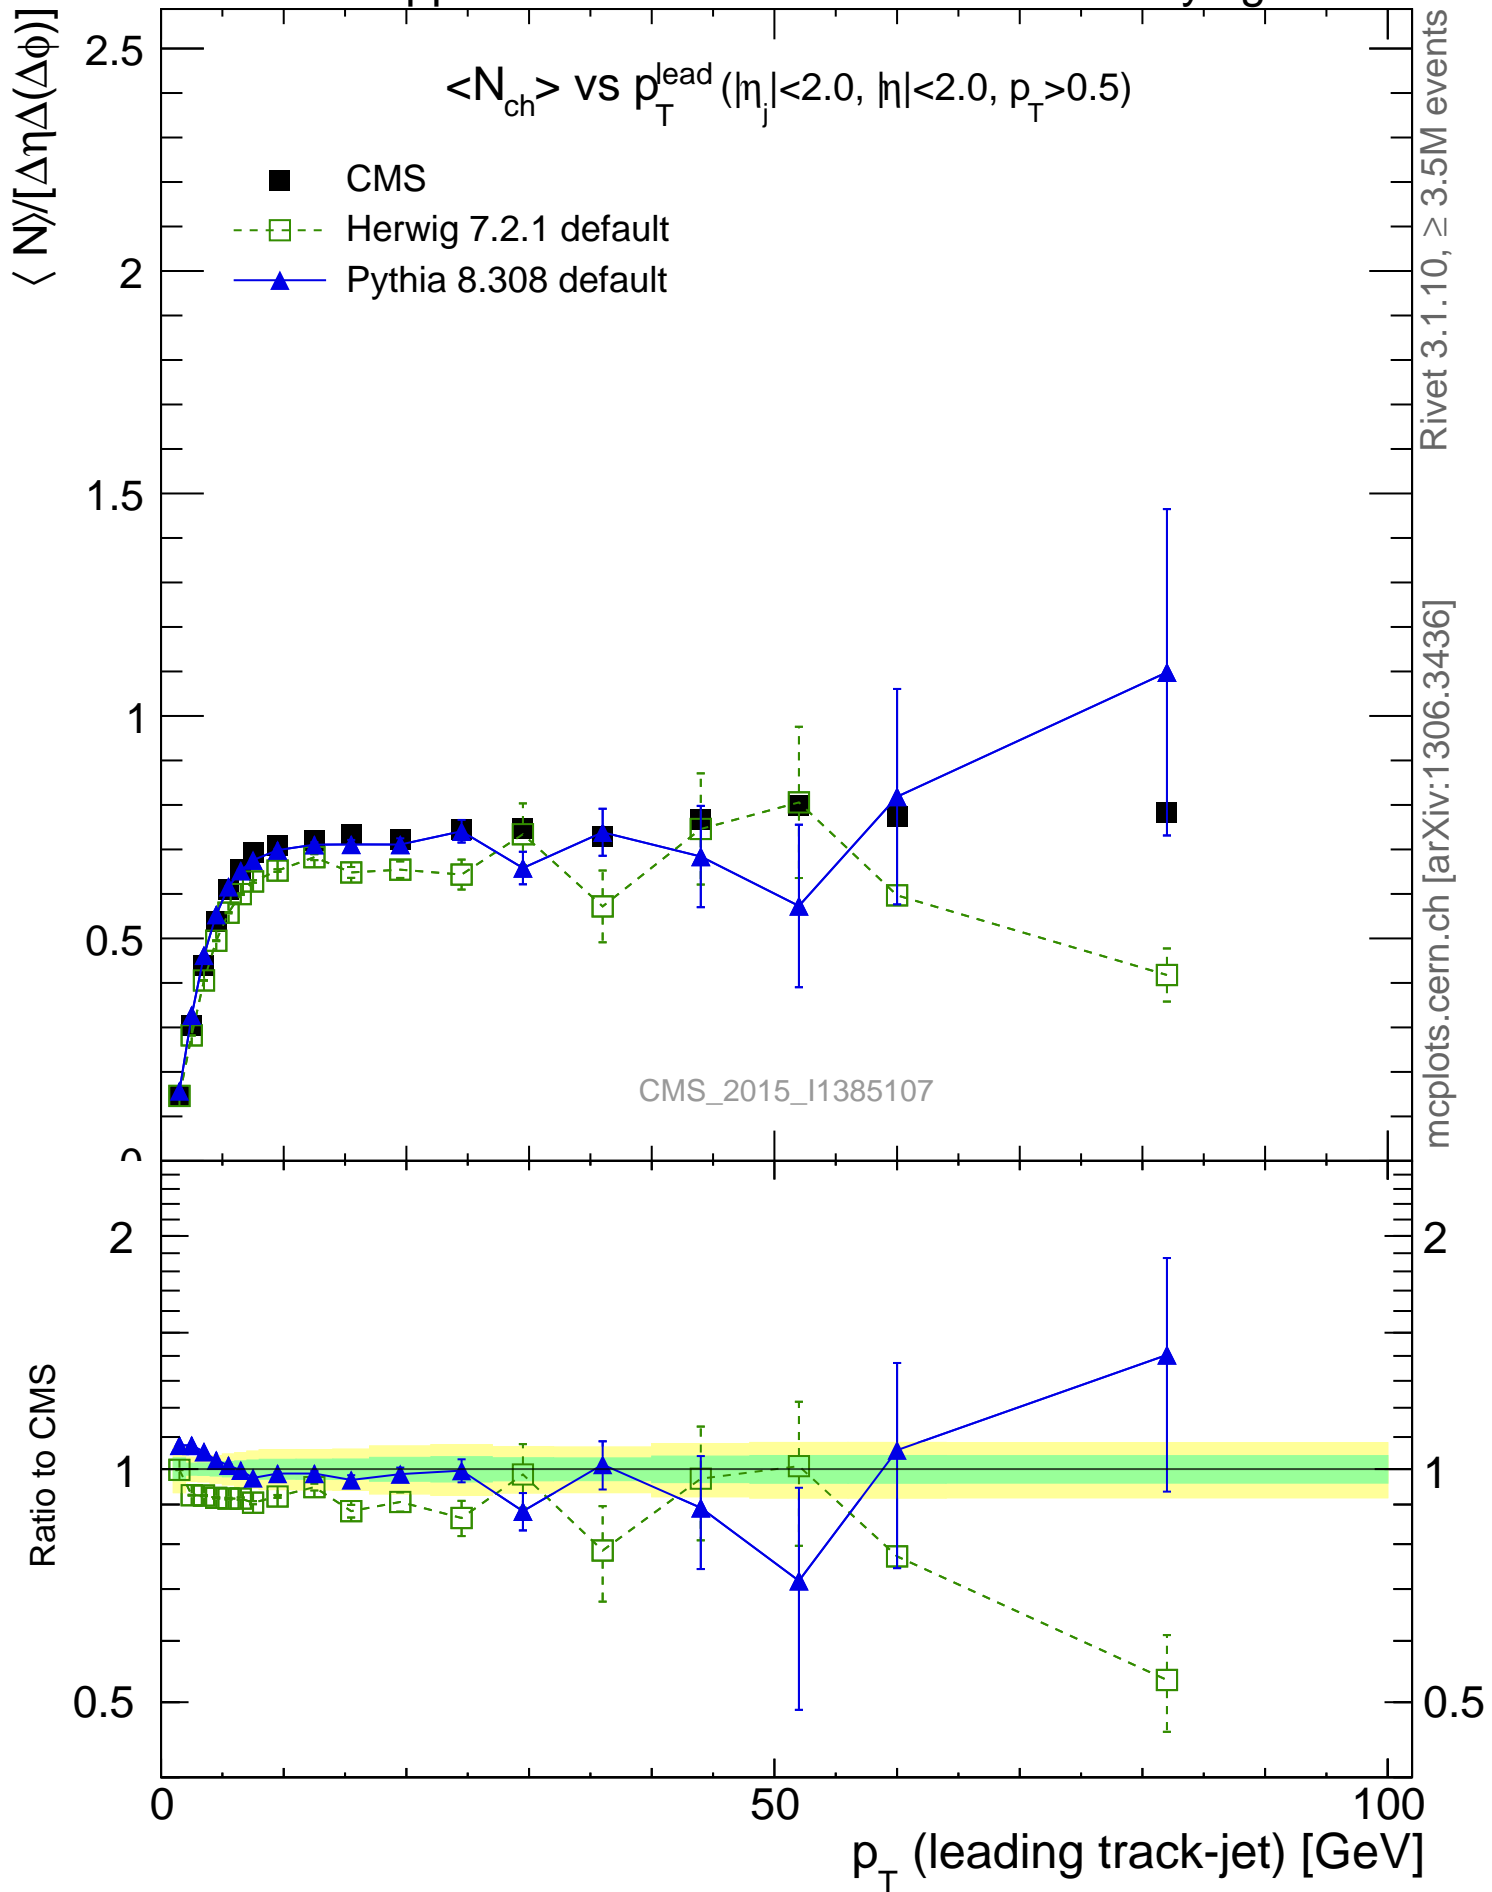 <N_ch> vs p_T^lead (|η_j|<2.0, |η|<2.0, p_T>0.5)
⟨ N⟩/[ΔηΔ(Δϕ)]
CMS
Herwig 7.2.1 default
Pythia 8.308 default
2.5
2
1.5
1
0.5
0
CMS_2015_I1385107
Rivet 3.1.10, ≥ 3.5M events
mcplots.cern.ch [arXiv:1306.3436]
Ratio to CMS
2
1
0.5
2
1
0.5
0
50
100
p_T (leading track-jet) [GeV]